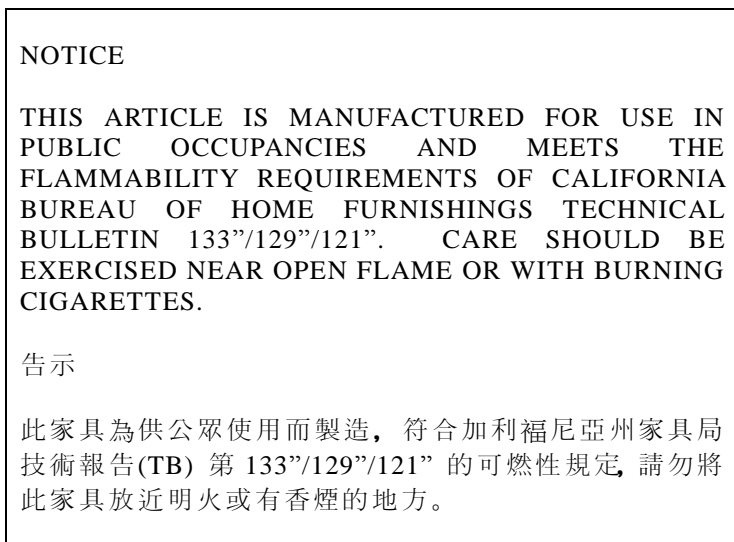 NOTICE
THIS ARTICLE IS MANUFACTURED FOR USE IN
PUBLIC OCCUPANCIES AND MEETS THE
FLAMMABILITY REQUIREMENTS OF CALIFORNIA
BUREAU OF HOME FURNISHINGS TECHNICAL
BULLETIN 133”/129”/121”. CARE SHOULD BE
EXERCISED NEAR OPEN FLAME OR WITH BURNING
CIGARETTES.
告示
此家具為供公眾使用而製造，符合加利福尼亞州家具局
技術報告(TB) 第 133”/129”/121” 的可燃性規定，請勿將
此家具放近明火或有香煙的地方。